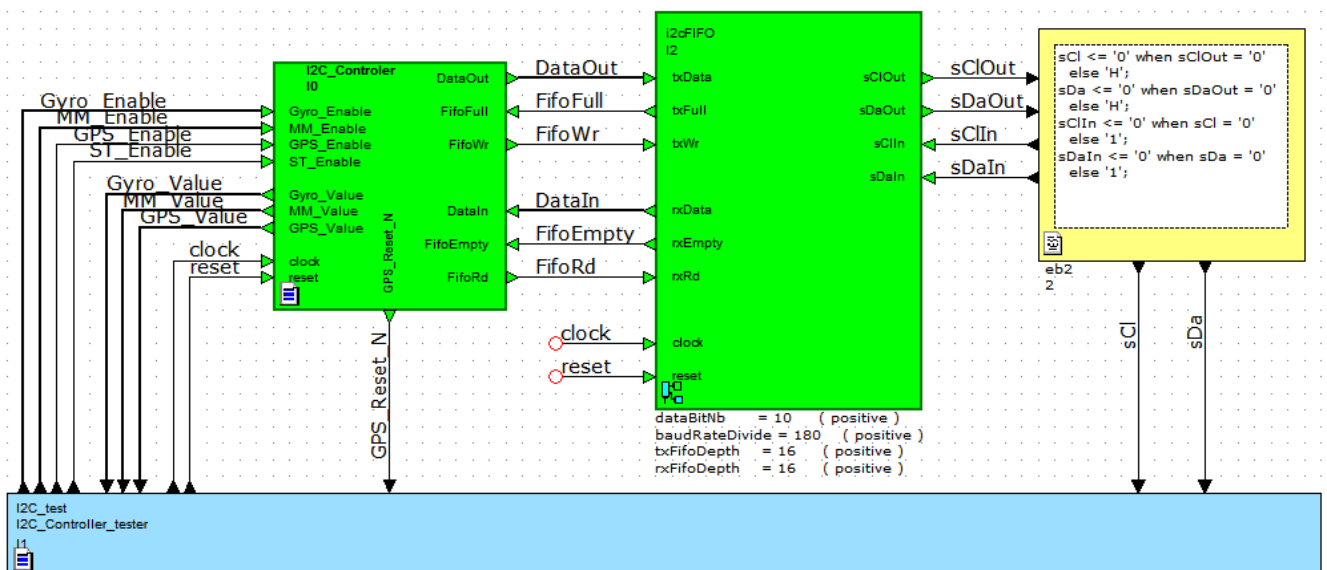 I2C_Controler
I0
Gyro_Enable
MM_Enable
GPS_Enable
ST_Enable
Gyro_Value
MM_Value
GPS_Value
clock
reset
Gyro_Enable
MM_Enable
GPS_Enable
ST_Enable
Gyro_Value
MM_Value
GPS_Value
clock
reset
DataOut
FifoFull
FifoWr
DataIn
FifoEmpty
FifoRd
GPS_Reset_N
GPS_Reset_N
DataOut
FifoFull
FifoWr
DataIn
FifoEmpty
FifoRd
clock
reset
i2cFIFO
I2
txData
txFull
txWr
rxData
rxEmpty
rxRd
clock
reset
sClOut
sDaOut
sClIn
sDaIn
dataBitNb = 10 ( positive )
baudRateDivide = 180 ( positive )
txFifoDepth = 16 ( positive )
rxFifoDepth = 16 ( positive )
sClOut
sDaOut
sClIn
sDaIn
sCl <= '0' when sClOut = '0'
else 'H';
sDa <= '0' when sDaOut = '0'
else 'H';
sClIn <= '0' when sCl = '0'
else '1';
sDaIn <= '0' when sDa = '0'
else '1';
eb2
2
sCl
sDa
I2C_test
I2C_Controller_tester
I1